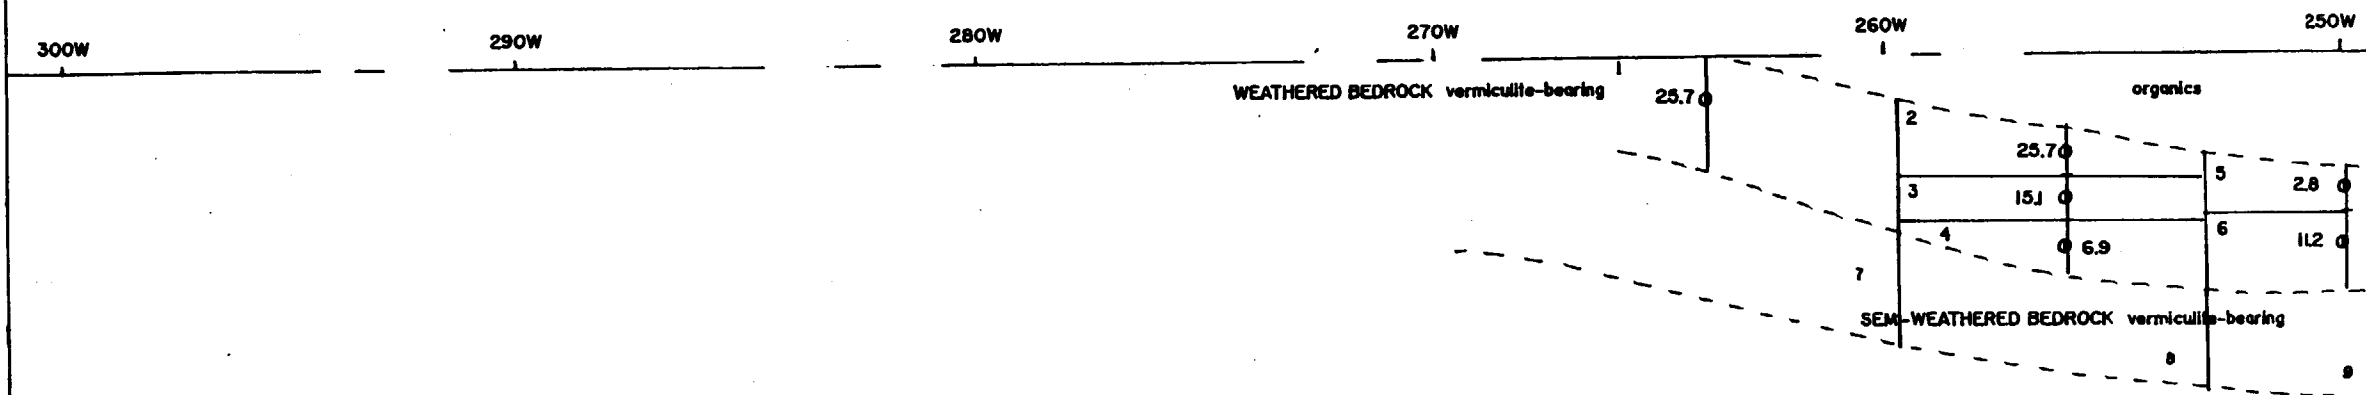 300W
290W
280W
270W
260W
250W
WEATHERED BEDROCK vermiculite-bearing
25.7
organics
2
25.7
5
2.8
3
15.1
6
11.2
4
6.9
7
SEMI-WEATHERED BEDROCK vermiculite-bearing
8
9